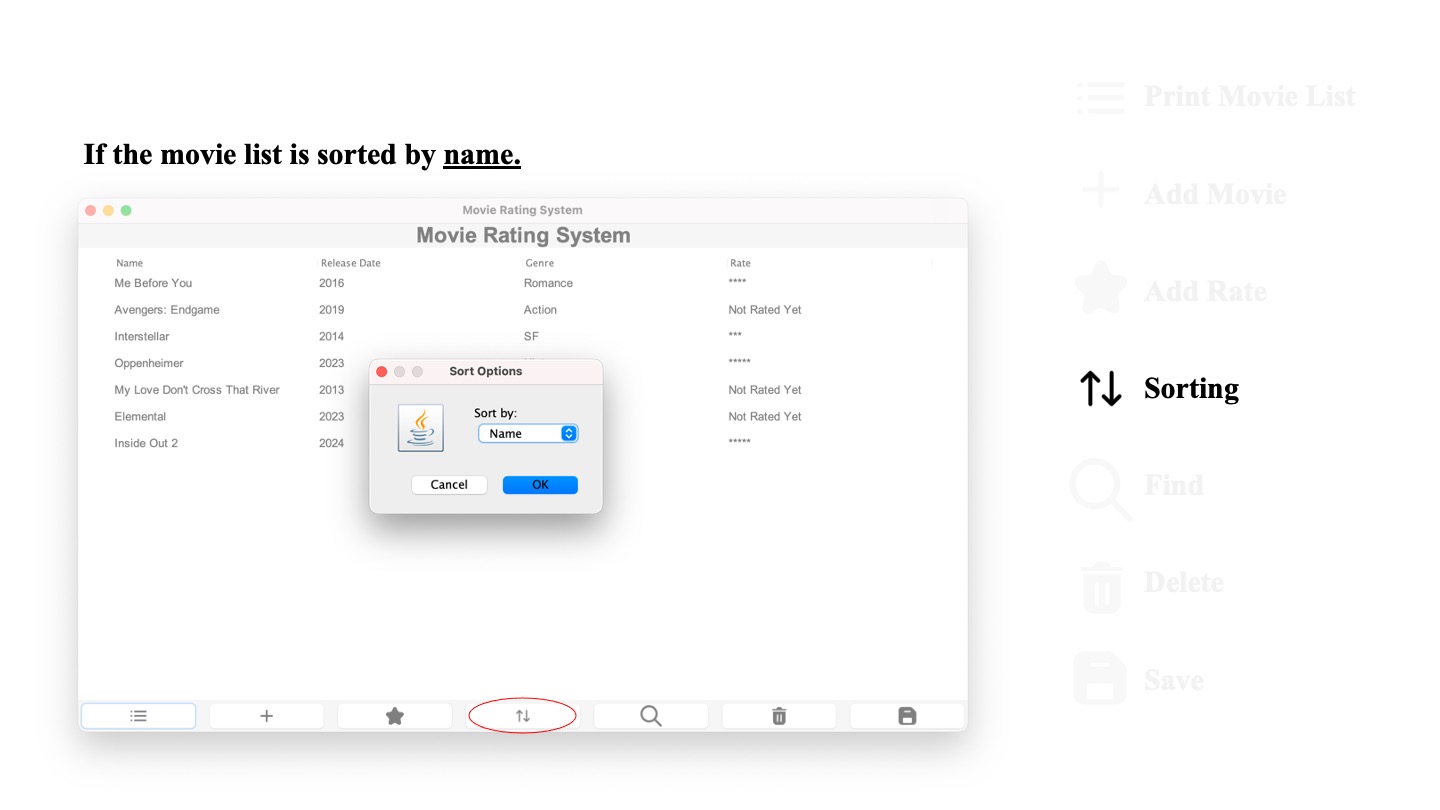 Print Movie List
If the movie list is sorted by name.
Add Movie
Movie Rating System
Movie Rating System
Name Release Date Genre Rate
Me Before You 2016 Romance ****
Avengers: Endgame 2019 Action Not Rated Yet
Interstellar 2014 SF ***
Oppenheimer 2023 *****
My Love Don't Cross That River 2013 Not Rated Yet
Elemental 2023 Not Rated Yet
Inside Out 2 2024 *****
Sort Options
Sort by:
Name
Cancel OK
Add Rate
Sorting
Find
Delete
Save